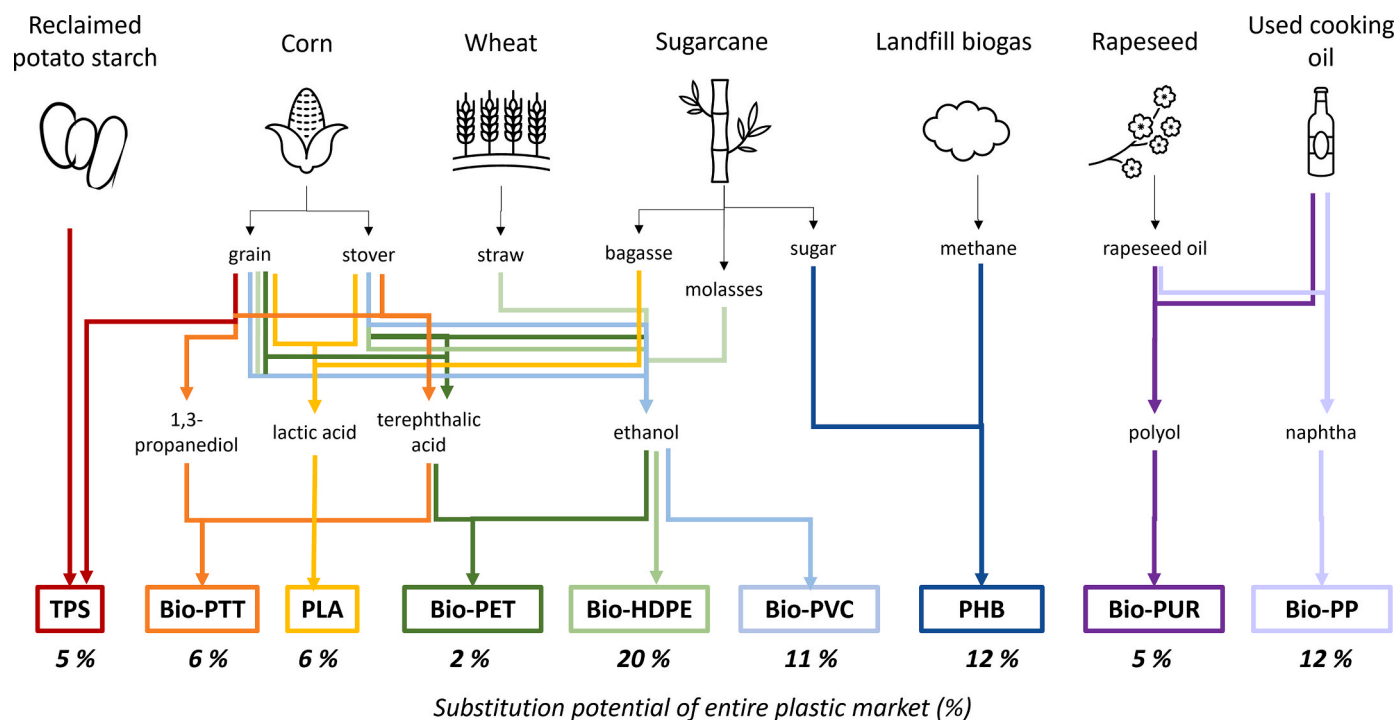 Reclaimed
potato starch
Corn
Wheat
Sugarcane
Landfill biogas
Rapeseed
Used cooking
oil
grain
stover
straw
bagasse
sugar
methane
rapeseed oil
molasses
1,3-
propanediol
lactic acid
terephthalic
acid
ethanol
polyol
naphtha
TPS
Bio-PTT
PLA
Bio-PET
Bio-HDPE
Bio-PVC
PHB
Bio-PUR
Bio-PP
5 %
6 %
6 %
2 %
20 %
11 %
12 %
5 %
12 %
Substitution potential of entire plastic market (%)